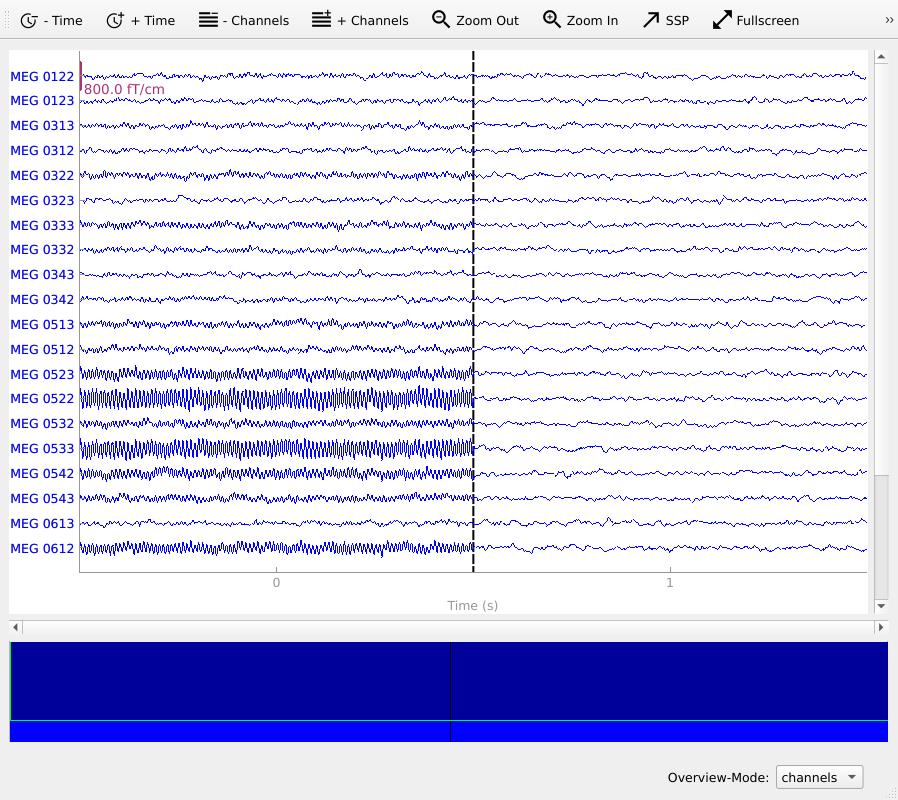 - Time + Time - Channels + Channels Zoom Out Zoom In SSP Fullscreen »
MEG 0122
800.0 fT/cm
MEG 0123
MEG 0313
MEG 0312
MEG 0322
MEG 0323
MEG 0333
MEG 0332
MEG 0343
MEG 0342
MEG 0513
MEG 0512
MEG 0523
MEG 0522
MEG 0532
MEG 0533
MEG 0542
MEG 0543
MEG 0613
MEG 0612
0 1
Time (s)
Overview-Mode: channels